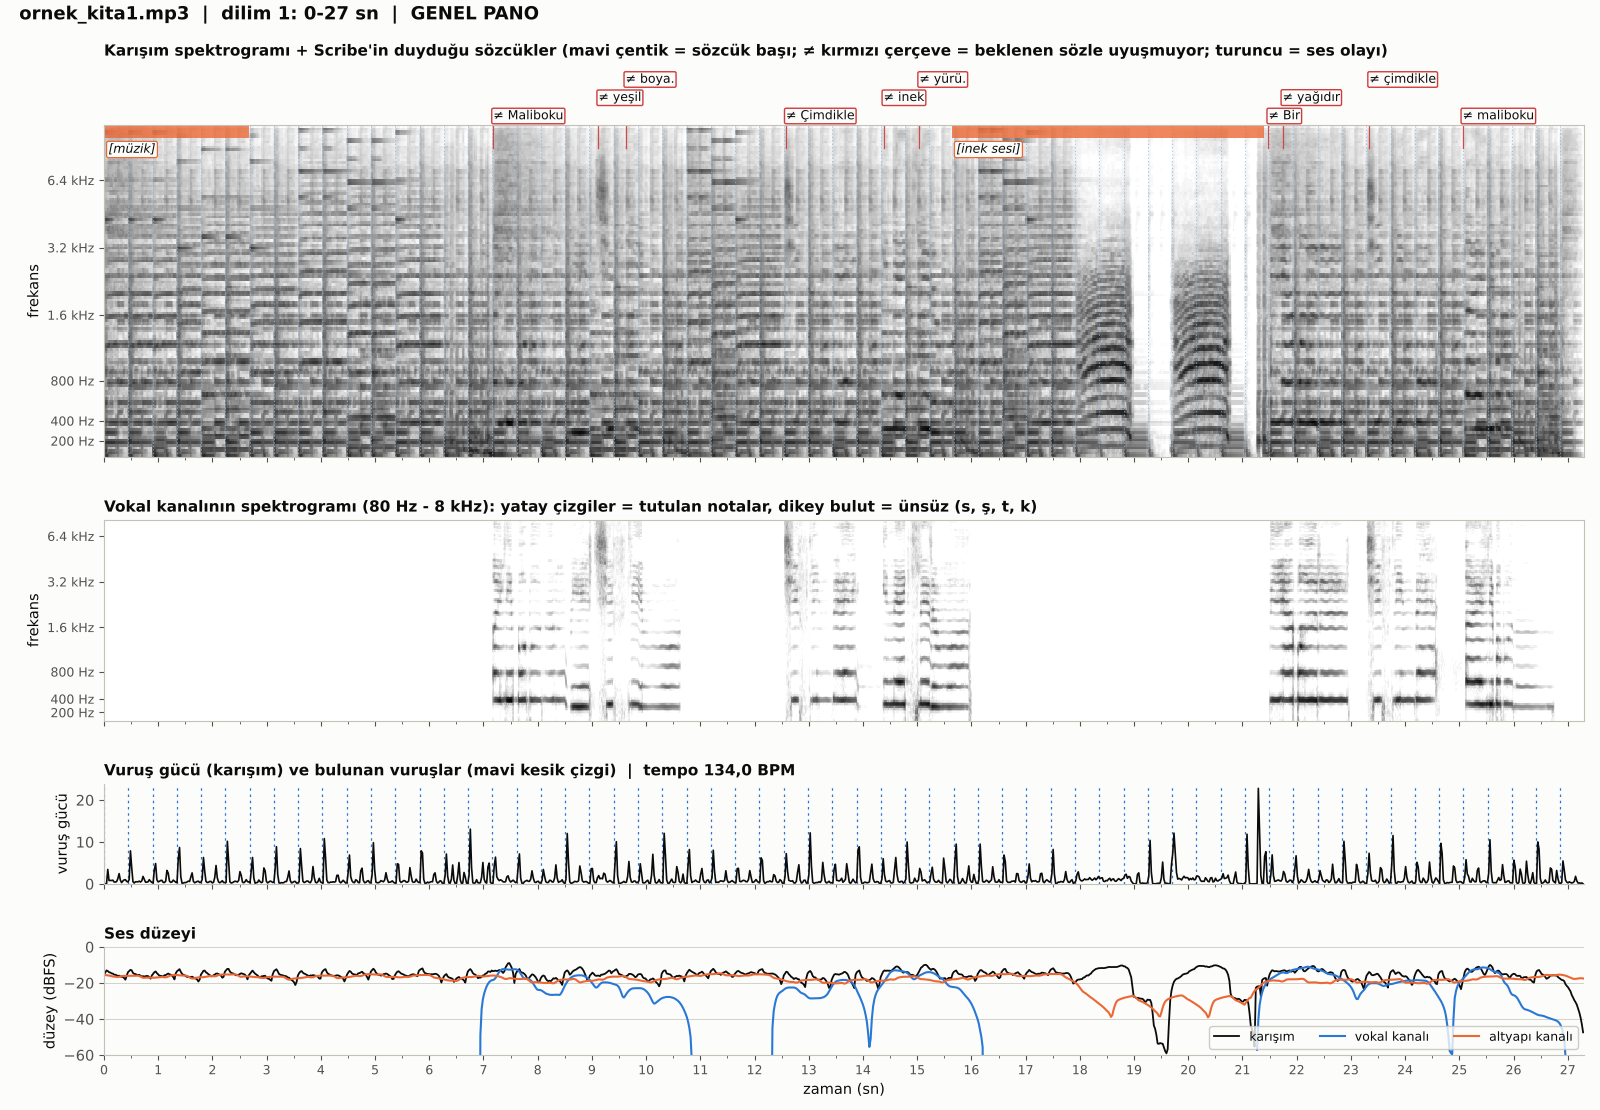 ornek_kita1.mp3 | dilim 1: 0-27 sn | GENEL PANO
Karışım spektrogramı + Scribe'in duyduğu sözcükler (mavi çentik = sözcük başı; ≠ kırmızı çerçeve = beklenen sözle uyuşmuyor; turuncu = ses olayı)
≠ boya. ≠ yürü. ≠ çimdikle
≠ yeşil ≠ inek ≠ yağıdır
≠ Maliboku ≠ Çimdikle ≠ Bir ≠ maliboku
[müzik] [inek sesi]
frekans
6.4 kHz
3.2 kHz
1.6 kHz
800 Hz
400 Hz
200 Hz
Vokal kanalının spektrogramı (80 Hz - 8 kHz): yatay çizgiler = tutulan notalar, dikey bulut = ünsüz (s, ş, t, k)
frekans
6.4 kHz
3.2 kHz
1.6 kHz
800 Hz
400 Hz
200 Hz
Vuruş gücü (karışım) ve bulunan vuruşlar (mavi kesik çizgi) | tempo 134,0 BPM
vuruş gücü
20
10
0
Ses düzeyi
düzey (dBFS)
0
−20
−40
−60
karışım vokal kanalı altyapı kanalı
0 1 2 3 4 5 6 7 8 9 10 11 12 13 14 15 16 17 18 19 20 21 22 23 24 25 26 27
zaman (sn)